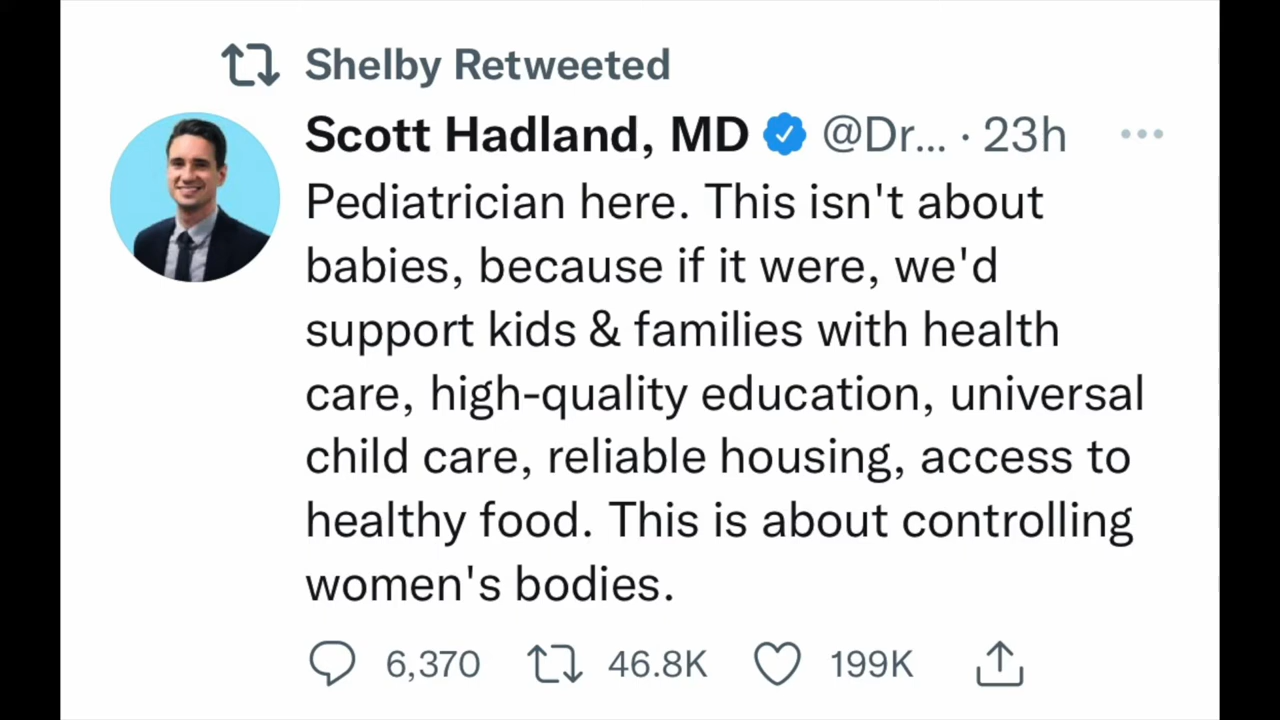 Shelby Retweeted
Scott Hadland, MD @Dr... · 23h
Pediatrician here. This isn't about
babies, because if it were, we'd
support kids & families with health
care, high-quality education, universal
child care, reliable housing, access to
healthy food. This is about controlling
women's bodies.
6,370 46.8K 199K